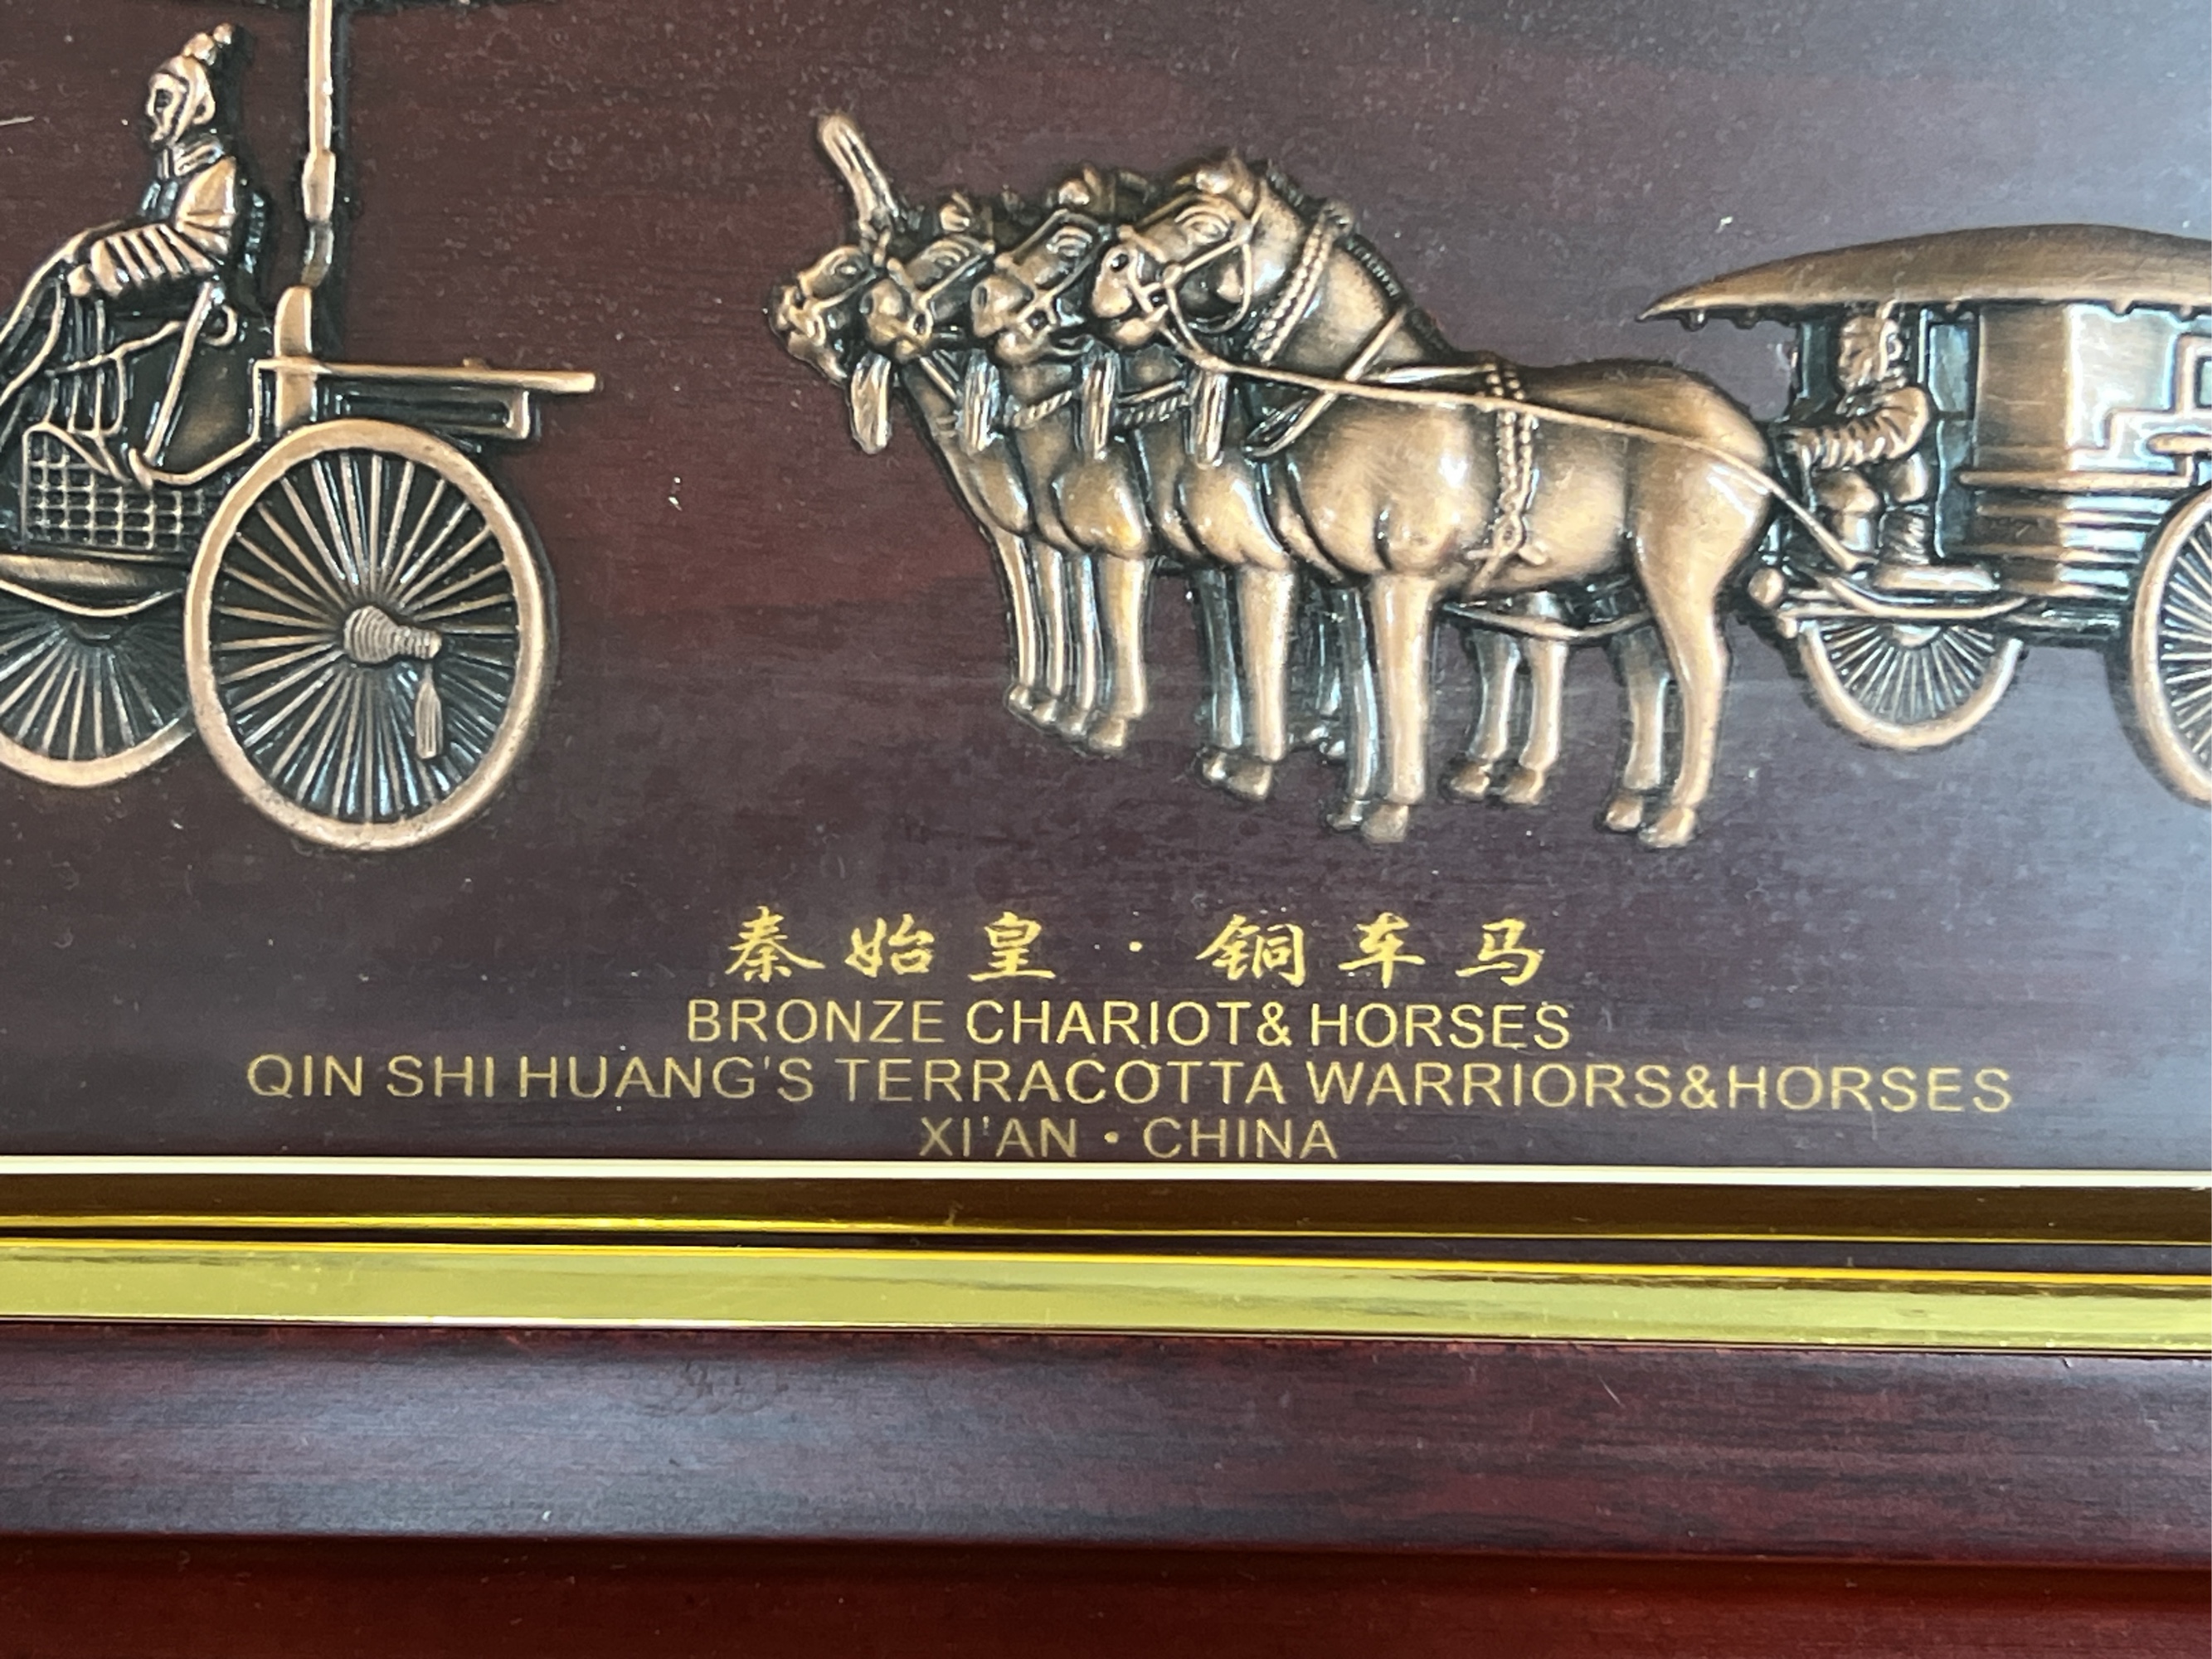 秦始皇·铜车马
BRONZE CHARIOT& HORSES
QIN SHI HUANG'S TERRACOTTA WARRIORS&HORSES
XI'AN·CHINA